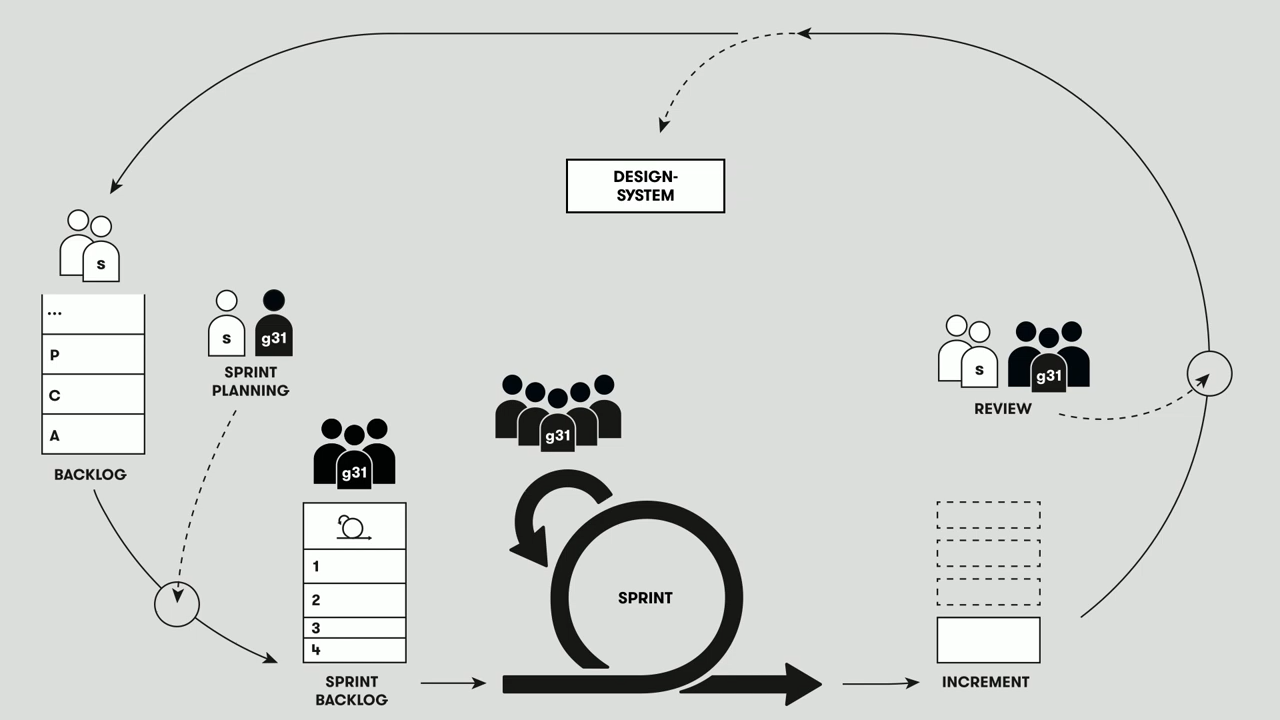 DESIGN-
SYSTEM
s
...
P
C
A
BACKLOG
s
g31
SPRINT
PLANNING
g31
1
2
3
4
SPRINT
BACKLOG
g31
SPRINT
s
g31
REVIEW
INCREMENT